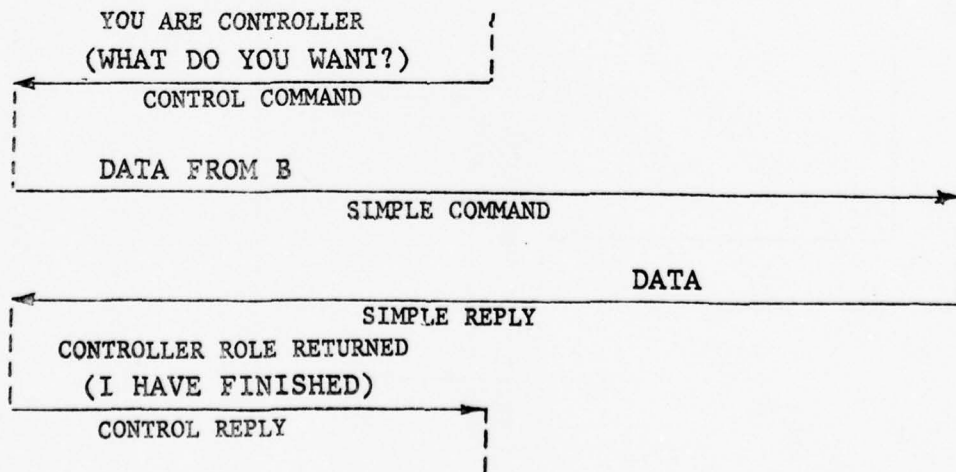 YOU ARE CONTROLLER
(WHAT DO YOU WANT?)
CONTROL COMMAND
DATA FROM B
SIMPLE COMMAND
DATA
SIMPLE REPLY
CONTROLLER ROLE RETURNED
(I HAVE FINISHED)
CONTROL REPLY